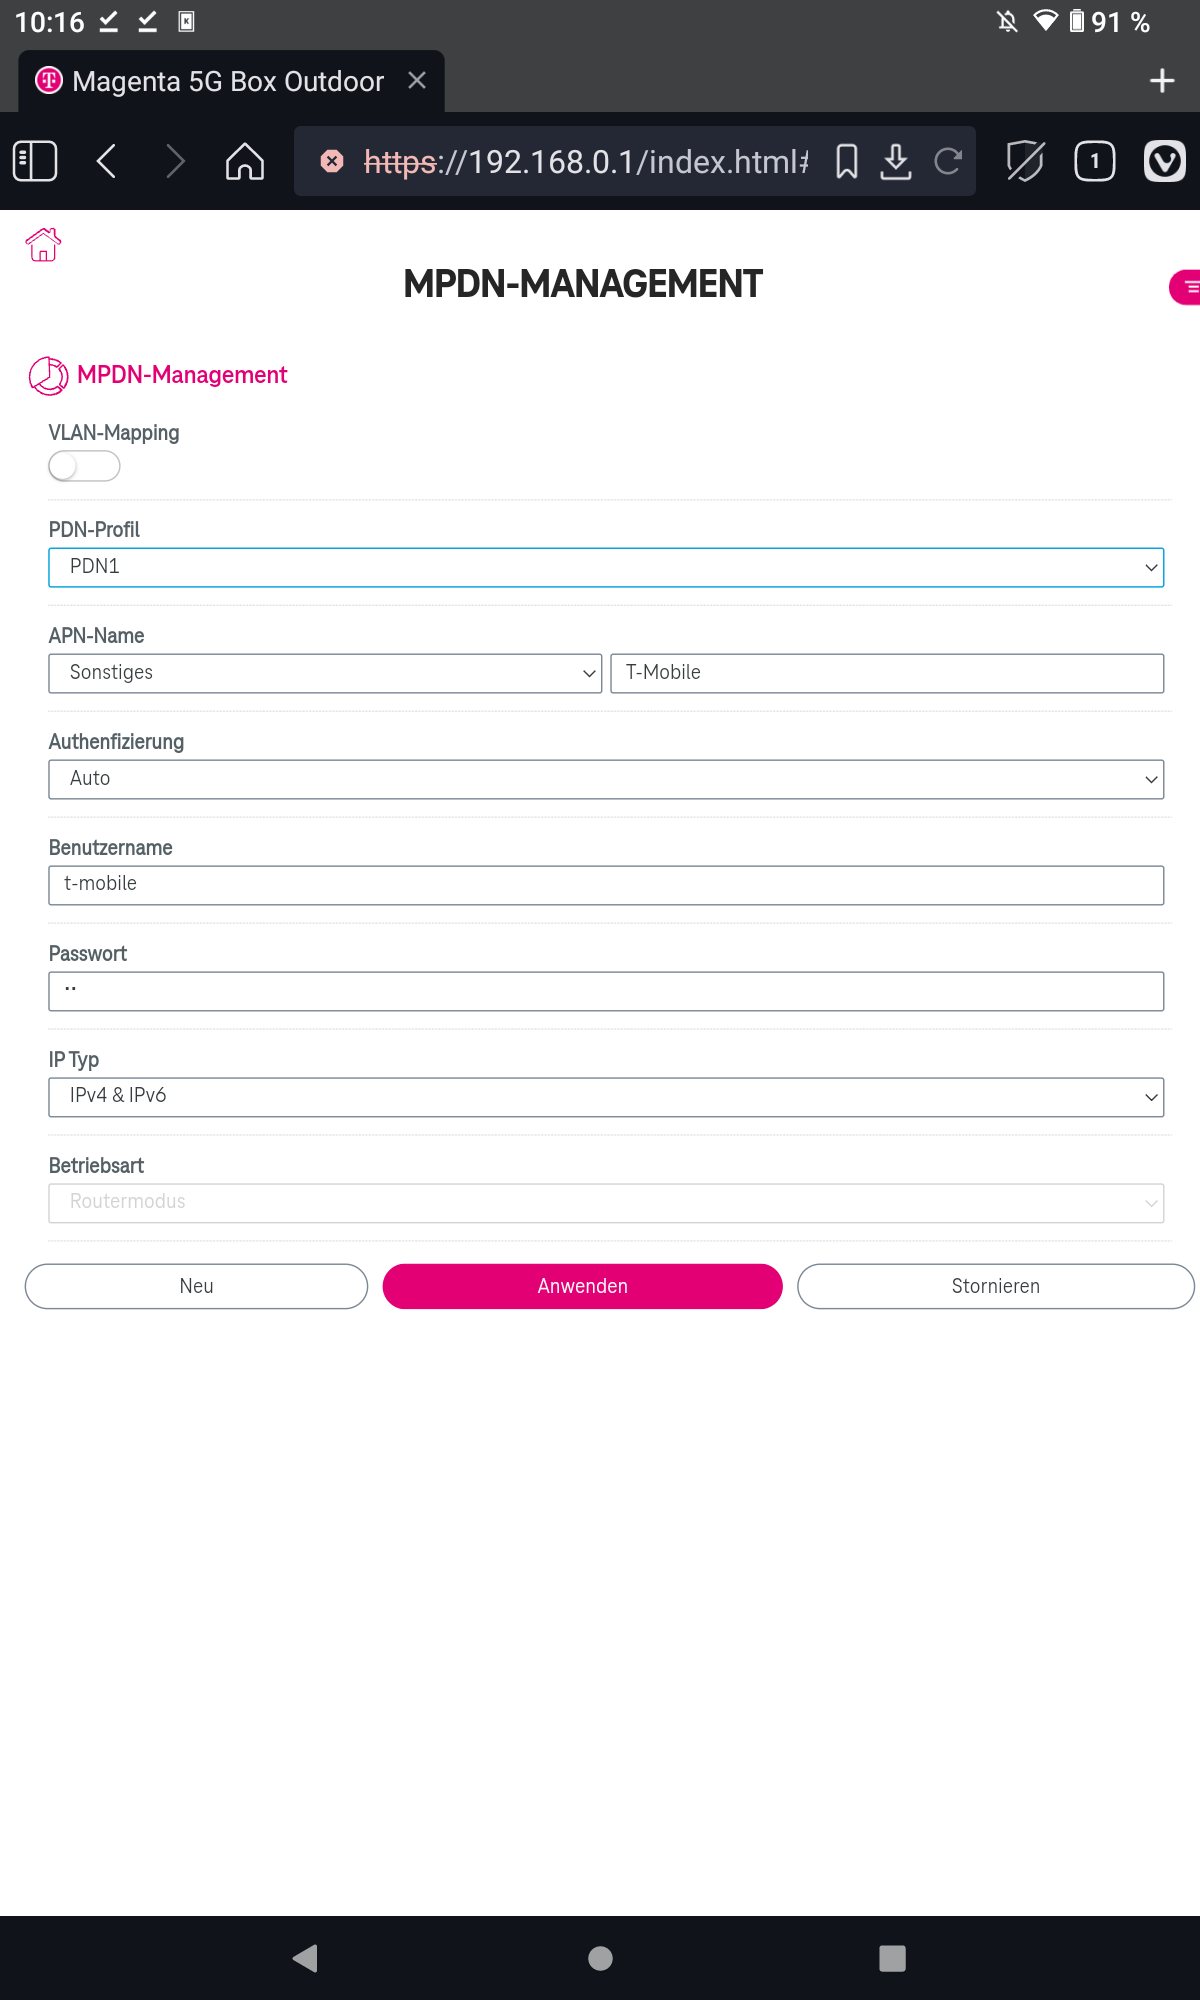 10:16
91 %
Magenta 5G Box Outdoor
https://192.168.0.1/index.html#
1
MPDN-MANAGEMENT
MPDN-Management
VLAN-Mapping
PDN-Profil
PDN1
APN-Name
Sonstiges
T-Mobile
Authenfizierung
Auto
Benutzername
t-mobile
Passwort
••
IP Typ
IPv4 & IPv6
Betriebsart
Routermodus
Neu
Anwenden
Stornieren